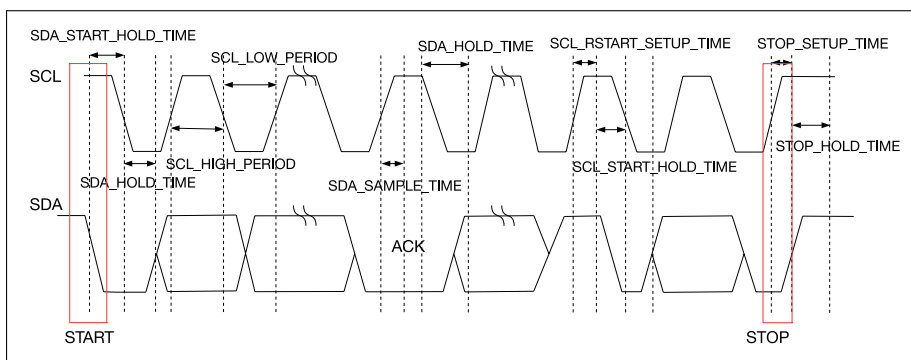 SDA_START_HOLD_TIME
SCL_LOW_PERIOD
SDA_HOLD_TIME
SCL_RSTART_SETUP_TIME
STOP_SETUP_TIME
SCL
SDA_HOLD_TIME
SCL_HIGH_PERIOD
SDA_SAMPLE_TIME
SCL_START_HOLD_TIME
STOP_HOLD_TIME
SDA
ACK
START
STOP